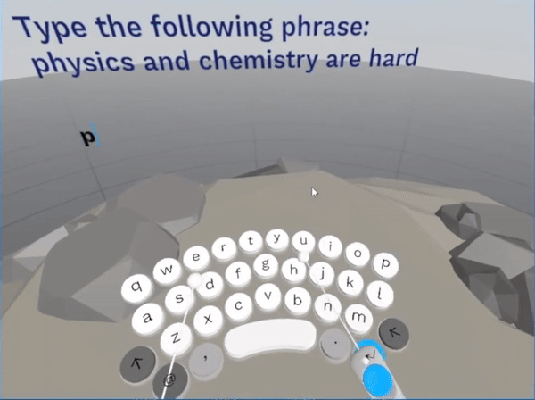 Type the following phrase:
physics and chemistry are hard
p
q w e r t y u i o p
a s d f g h j k l
z x c v b n m
@ , .